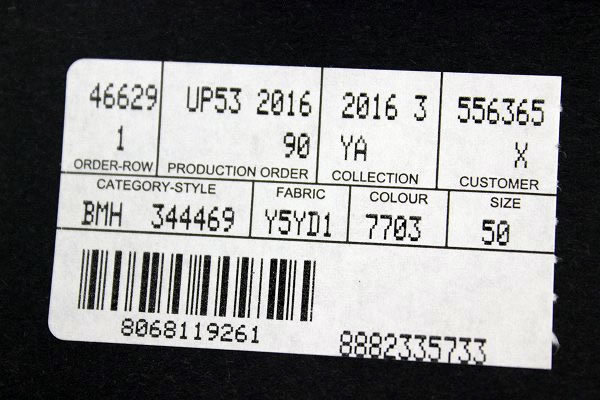 46629 UP53 2016 2016 3 556365
1 90 YA X
ORDER-ROW PRODUCTION ORDER COLLECTION CUSTOMER
CATEGORY-STYLE FABRIC COLOUR SIZE
BMH 344469 Y5YD1 7703 50
8068119261 8882335733